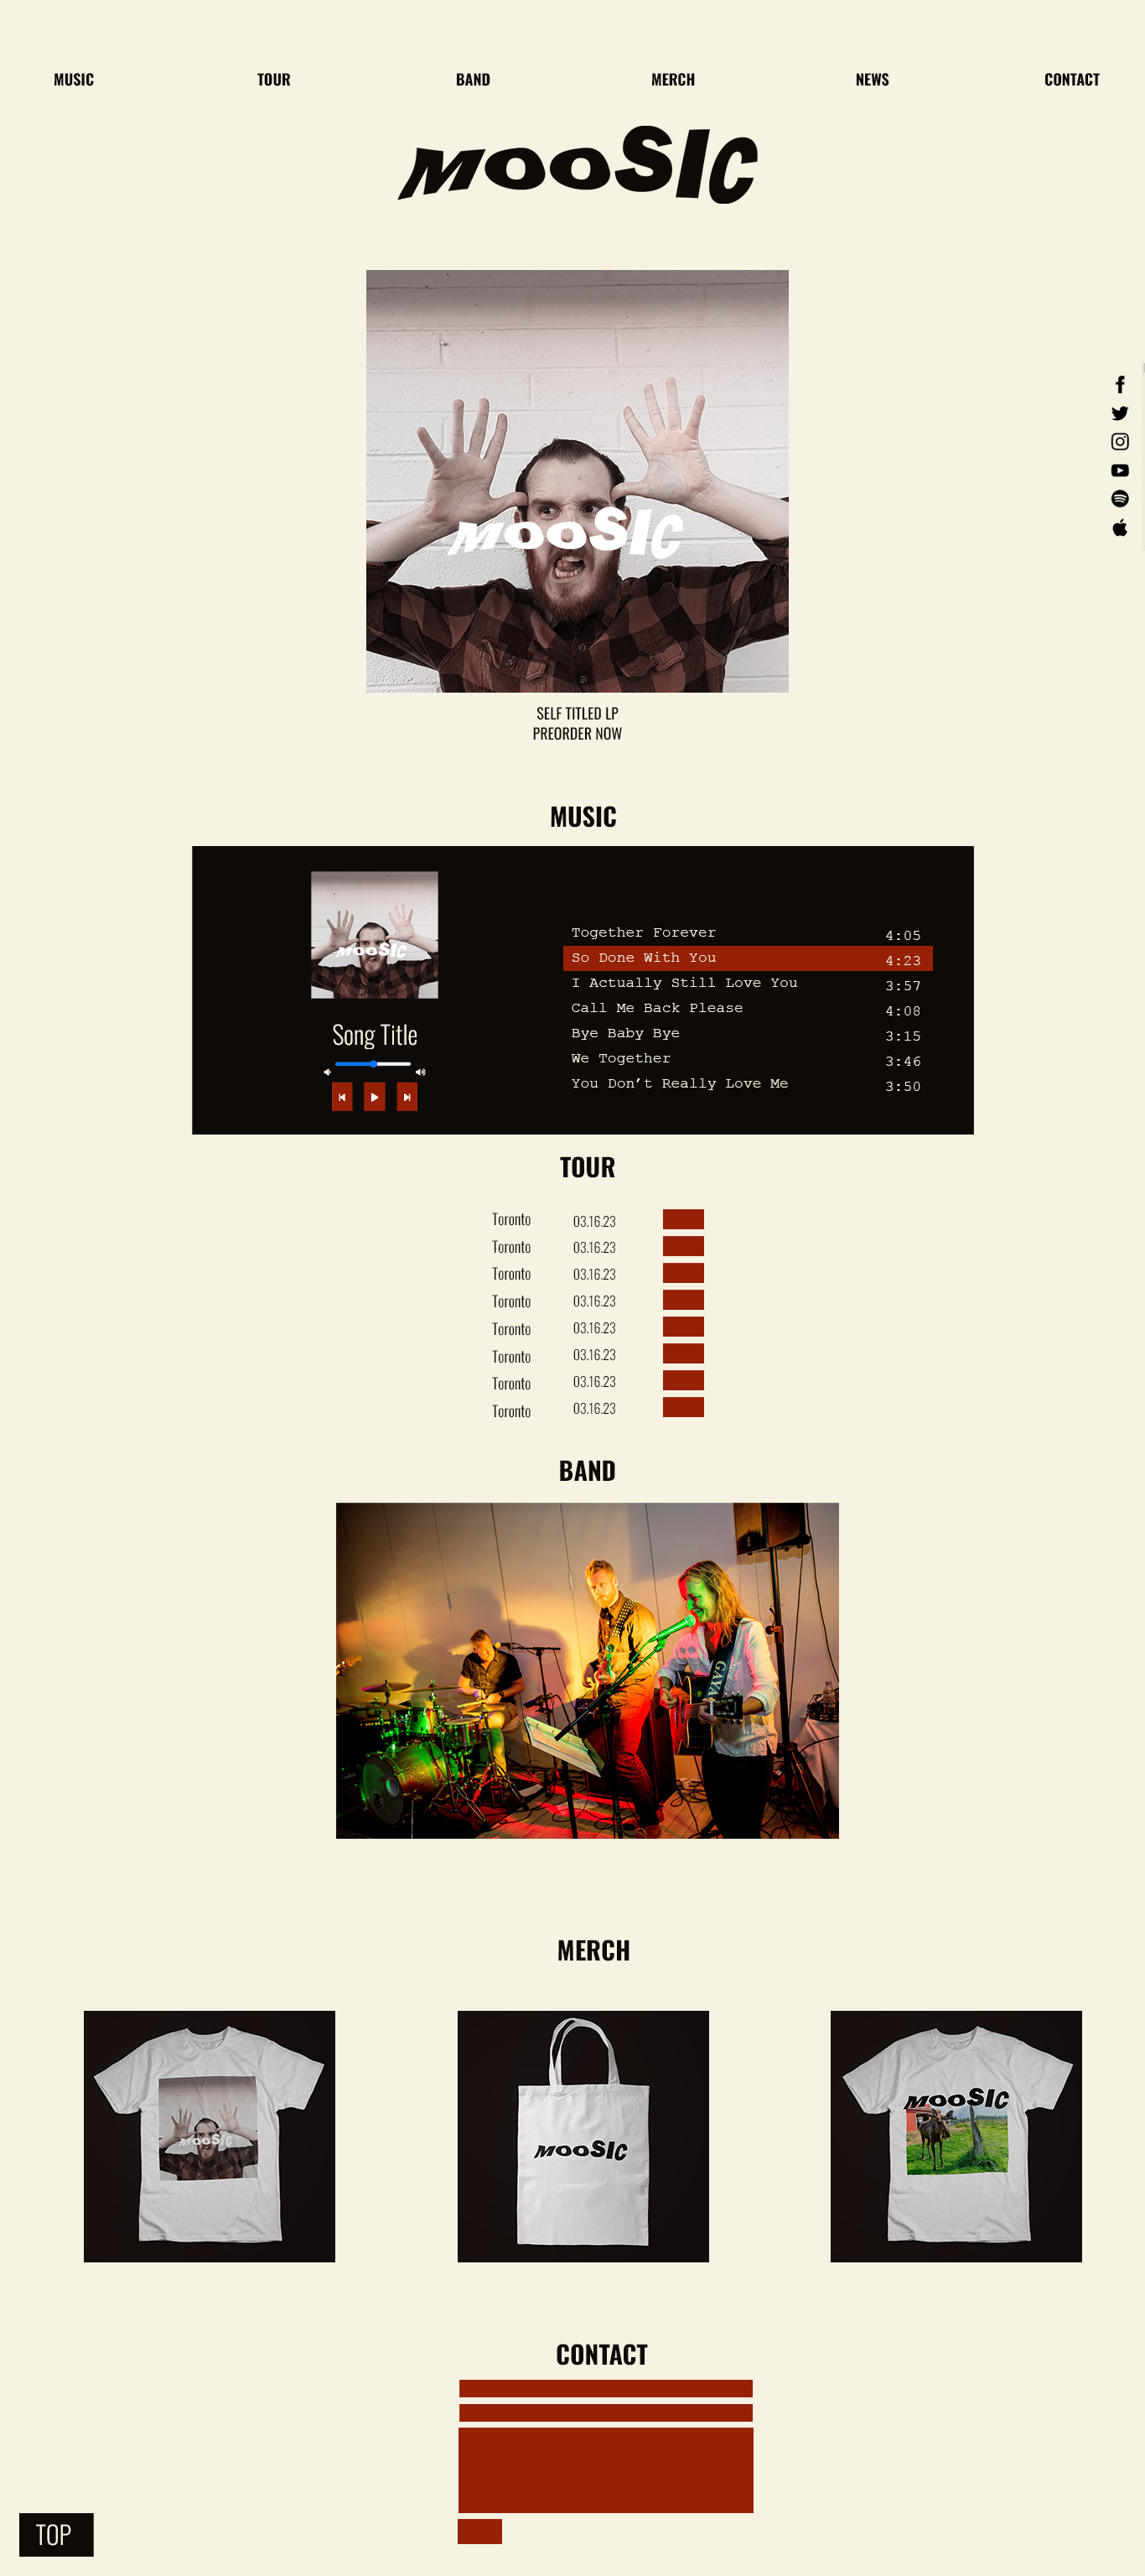 MUSIC TOUR BAND MERCH NEWS CONTACT
MOOSIC
MOOSIC
SELF TITLED LP
PREORDER NOW
MUSIC
MOOSIC
Song Title
Together Forever 4:05
So Done With You 4:23
I Actually Still Love You 3:57
Call Me Back Please 4:08
Bye Baby Bye 3:15
We Together 3:46
You Don't Really Love Me 3:50
TOUR
Toronto 03.16.23
Toronto 03.16.23
Toronto 03.16.23
Toronto 03.16.23
Toronto 03.16.23
Toronto 03.16.23
Toronto 03.16.23
Toronto 03.16.23
BAND
MERCH
MOOSIC
MOOSIC
MOOSIC
CONTACT
TOP